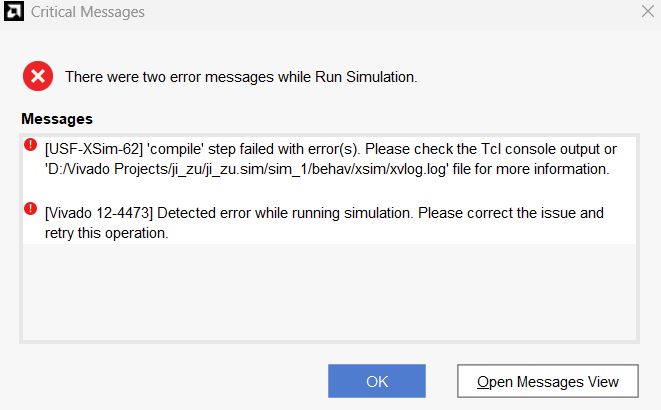 Critical Messages
There were two error messages while Run Simulation.
Messages
[USF-XSim-62] 'compile' step failed with error(s). Please check the Tcl console output or
'D:/Vivado Projects/ji_zu/ji_zu.sim/sim_1/behav/xsim/xvlog.log' file for more information.
[Vivado 12-4473] Detected error while running simulation. Please correct the issue and
retry this operation.
OK
Open Messages View